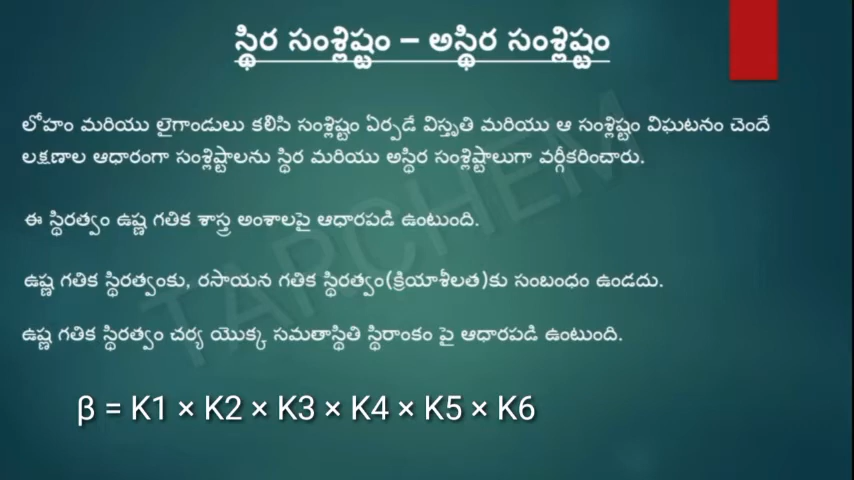 స్థిర సంశ్లిష్టం – అస్థిర సంశ్లిష్టం
లోహం మరియు లైగాండులు కలిసి సంశ్లిష్టం ఏర్పడే విస్తృతి మరియు ఆ సంశ్లిష్టం విఘటనం చెందే
లక్షణాల ఆధారంగా సంశ్లిష్టాలను స్థిర మరియు అస్థిర సంశ్లిష్టాలుగా వర్గీకరించారు.
ఈ స్థిరత్వం ఉష్ణ గతిక శాస్త్ర అంశాలపై ఆధారపడి ఉంటుంది.
ఉష్ణ గతిక స్థిరత్వంకు, రసాయన గతిక స్థిరత్వం(క్రియాశీలత)కు సంబంధం ఉండదు.
ఉష్ణ గతిక స్థిరత్వం చర్య యొక్క సమతాస్థితి స్థిరాంకం పై ఆధారపడి ఉంటుంది.
β = K1 × K2 × K3 × K4 × K5 × K6
TARCHEM